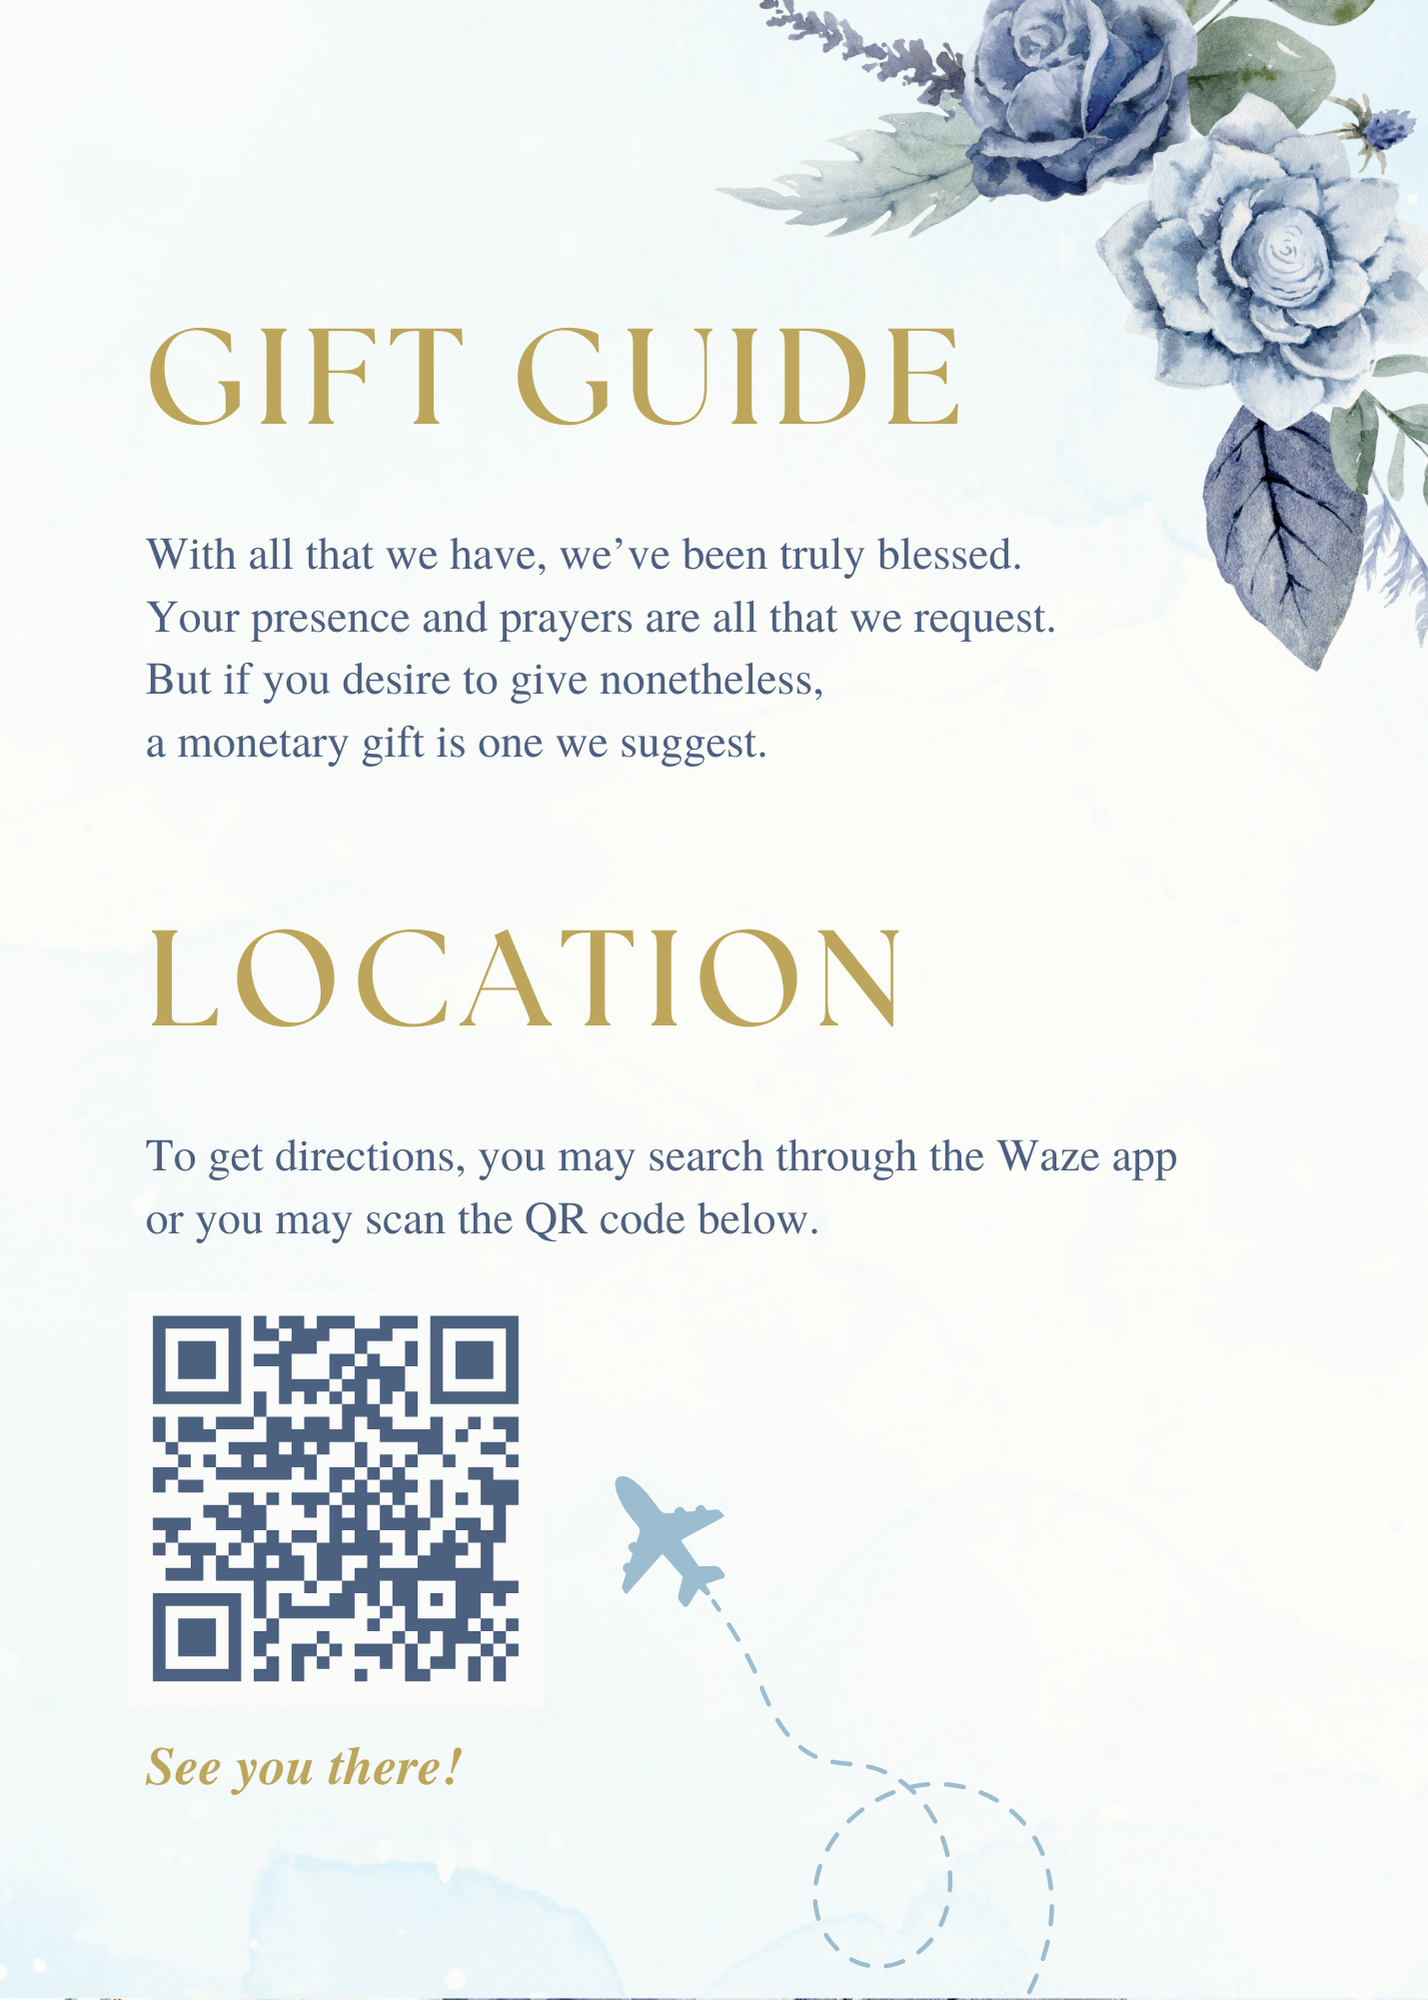 GIFT GUIDE
With all that we have, we’ve been truly blessed.
Your presence and prayers are all that we request.
But if you desire to give nonetheless,
a monetary gift is one we suggest.
LOCATION
To get directions, you may search through the Waze app
or you may scan the QR code below.
See you there!